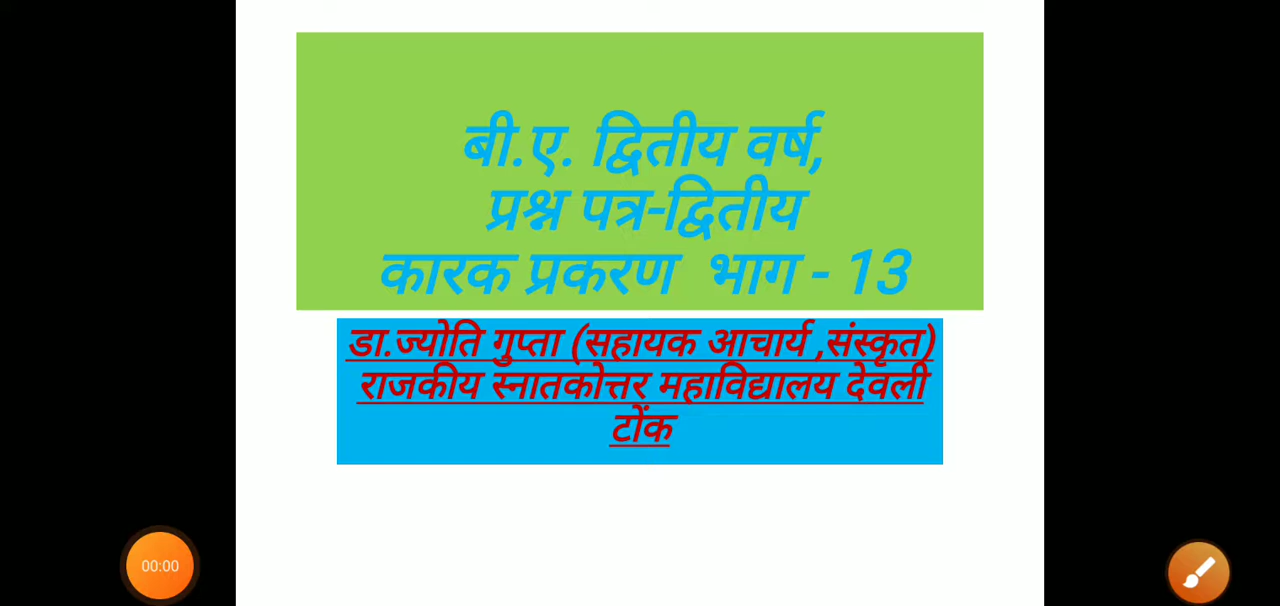 बी.ए. द्वितीय वर्ष,
प्रश्न पत्र-द्वितीय
कारक प्रकरण भाग - 13
डा.ज्योति गुप्ता (सहायक आचार्य ,संस्कृत)
राजकीय स्नातकोत्तर महाविद्यालय देवली
टोंक
00:00